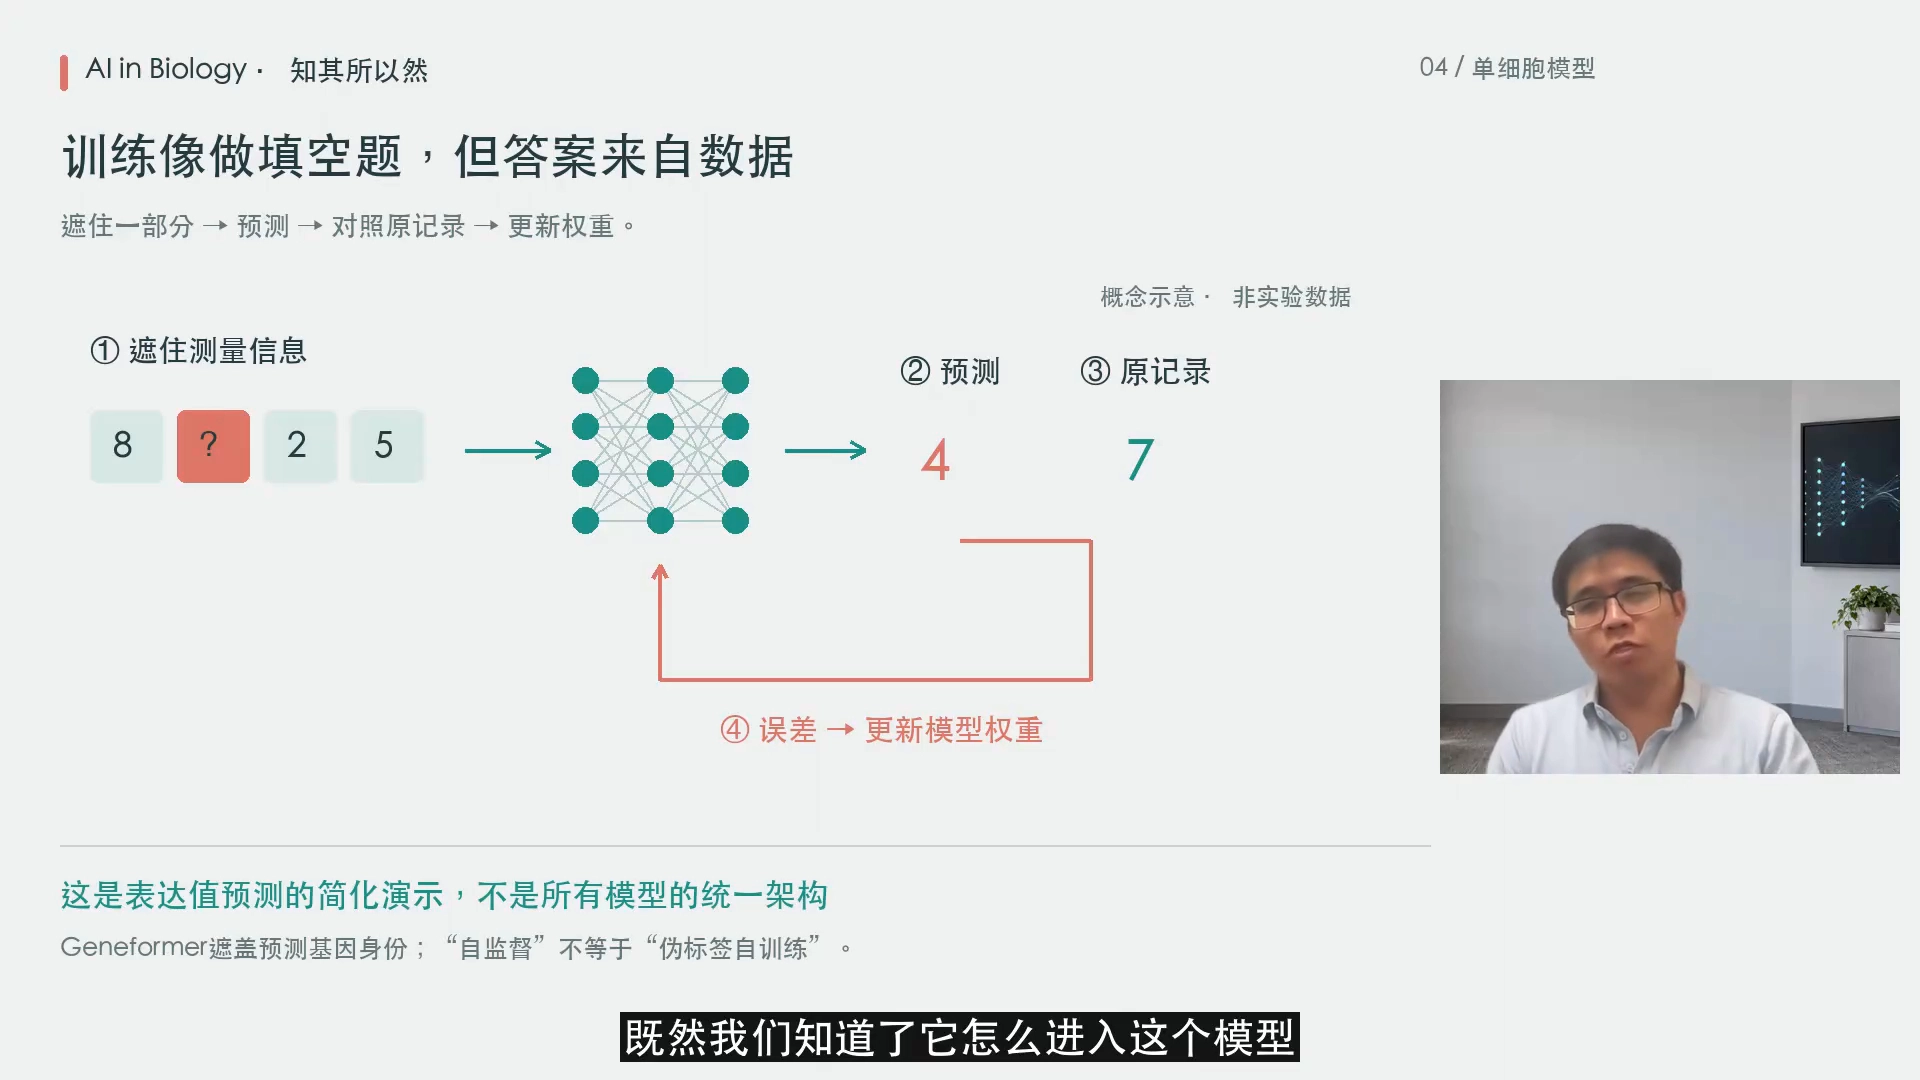 AI in Biology · 知其所以然
04 / 单细胞模型
训练像做填空题，但答案来自数据
遮住一部分 → 预测 → 对照原记录 → 更新权重。
概念示意 · 非实验数据
① 遮住测量信息
② 预测
③ 原记录
8 ? 2 5
4
7
④ 误差 → 更新模型权重
这是表达值预测的简化演示，不是所有模型的统一架构
Geneformer遮盖预测基因身份；“自监督”不等于“伪标签自训练”。
既然我们知道了它怎么进入这个模型